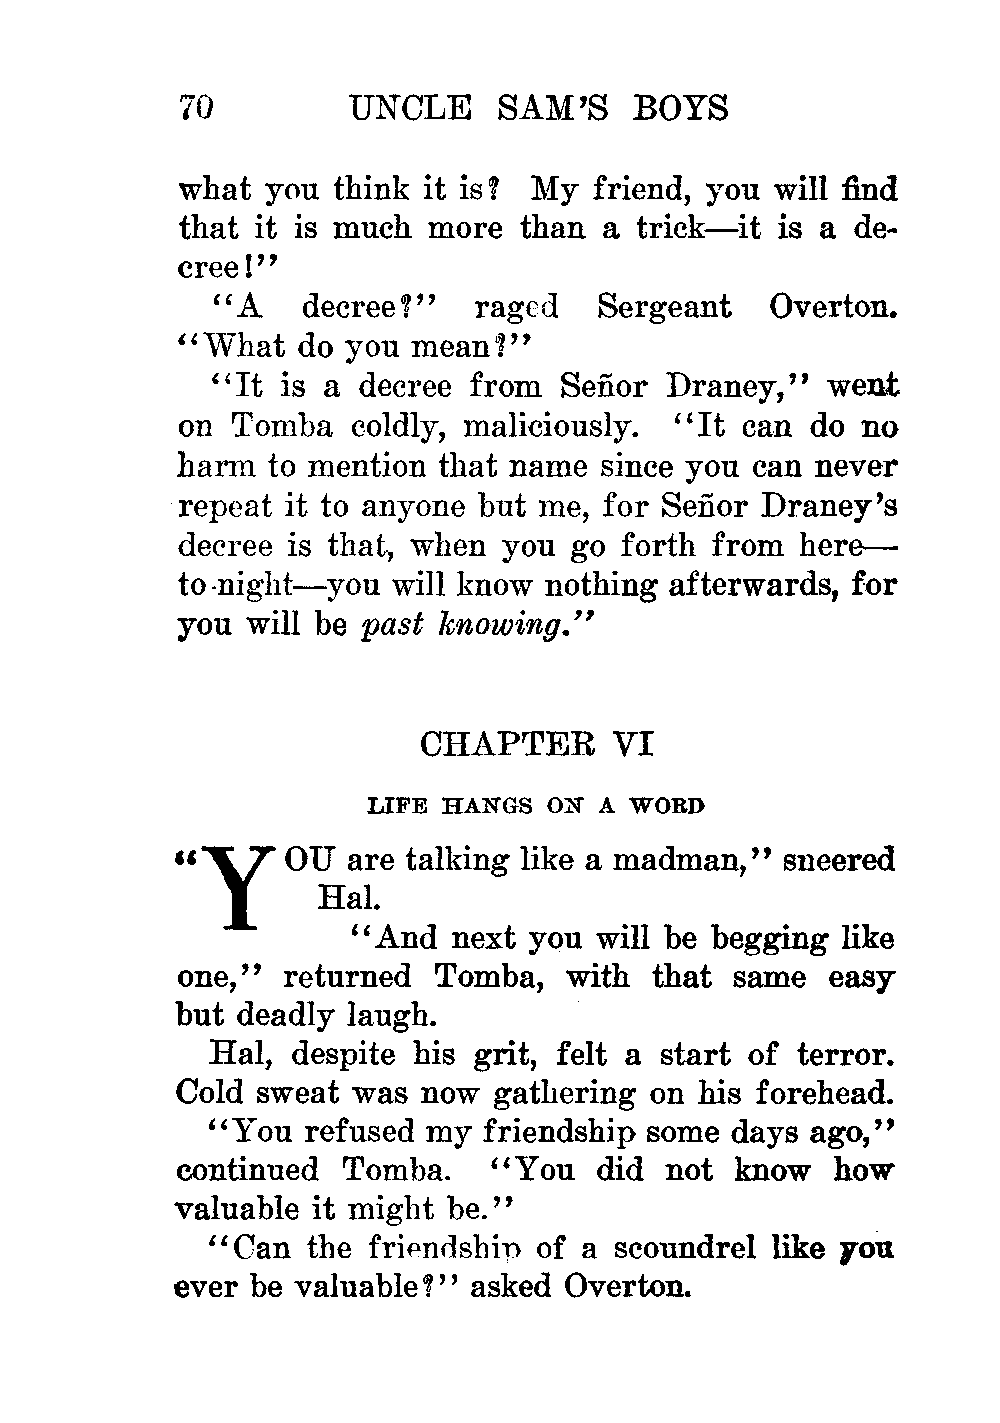 70 UNCLE SAM'S BOYS
what you think it is? My friend, you will find
that it is much more than a trick—it is a de-
cree!"
"A decree?" raged Sergeant Overton.
"What do you mean?"
"It is a decree from Señor Draney," went
on Tomba coldly, maliciously. "It can do no
harm to mention that name since you can never
repeat it to anyone but me, for Señor Draney's
decree is that, when you go forth from here—
to-night—you will know nothing afterwards, for
you will be past knowing."
CHAPTER VI
LIFE HANGS ON A WORD
"YOU are talking like a madman," sneered
Hal.
"And next you will be begging like
one," returned Tomba, with that same easy
but deadly laugh.
Hal, despite his grit, felt a start of terror.
Cold sweat was now gathering on his forehead.
"You refused my friendship some days ago,"
continued Tomba. "You did not know how
valuable it might be."
"Can the friendship of a scoundrel like you
ever be valuable?" asked Overton.